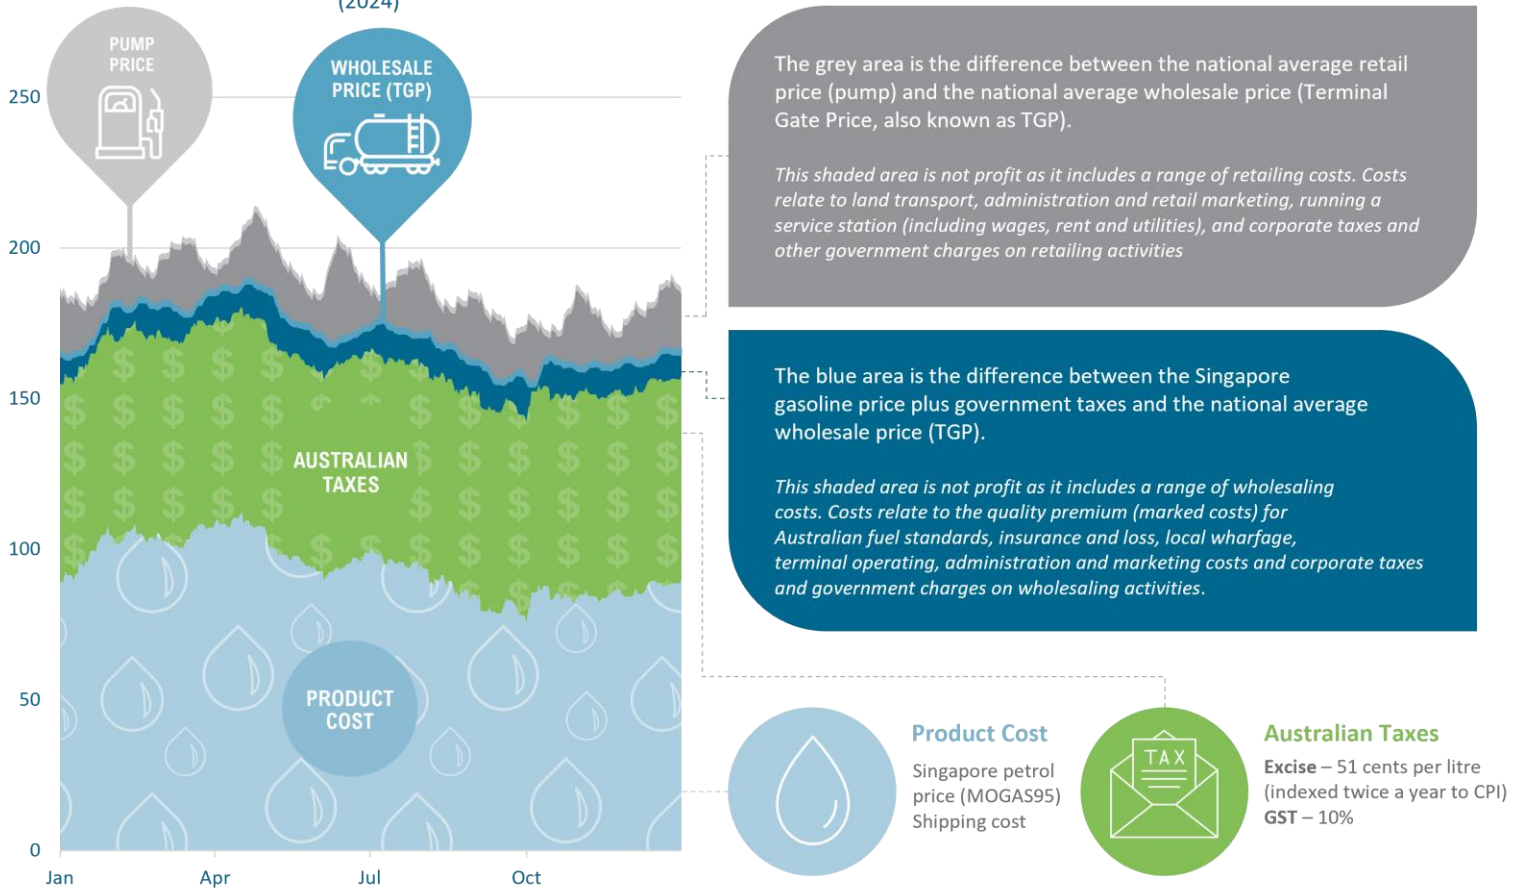 (2024)
PUMP
PRICE
WHOLESALE
PRICE (TGP)
250
200
150
100
50
0
Jan
Apr
Jul
Oct
AUSTRALIAN
TAXES
PRODUCT
COST
The grey area is the difference between the national average retail
price (pump) and the national average wholesale price (Terminal
Gate Price, also known as TGP).
This shaded area is not profit as it includes a range of retailing costs. Costs
relate to land transport, administration and retail marketing, running a
service station (including wages, rent and utilities), and corporate taxes and
other government charges on retailing activities
The blue area is the difference between the Singapore
gasoline price plus government taxes and the national average
wholesale price (TGP).
This shaded area is not profit as it includes a range of wholesaling
costs. Costs relate to the quality premium (marked costs) for
Australian fuel standards, insurance and loss, local wharfage,
terminal operating, administration and marketing costs and corporate taxes
and government charges on wholesaling activities.
Product Cost
Singapore petrol
price (MOGAS95)
Shipping cost
TAX
Australian Taxes
Excise – 51 cents per litre
(indexed twice a year to CPI)
GST – 10%